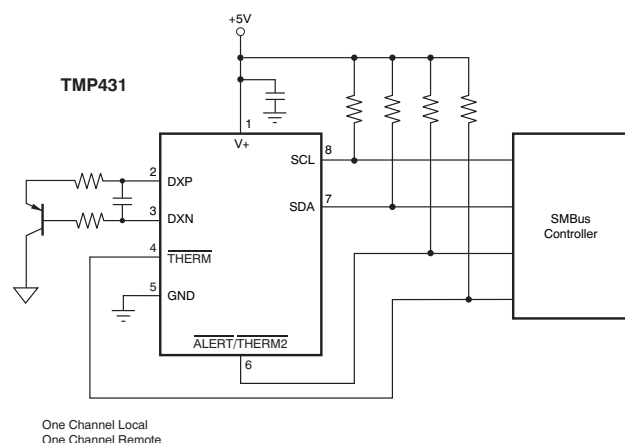 +5V
TMP431
1
V+
8
SCL
2
DXP
7
SDA
3
DXN
SMBus
Controller
4
THERM
5
GND
ALERT/THERM2
6
One Channel Local
One Channel Remote